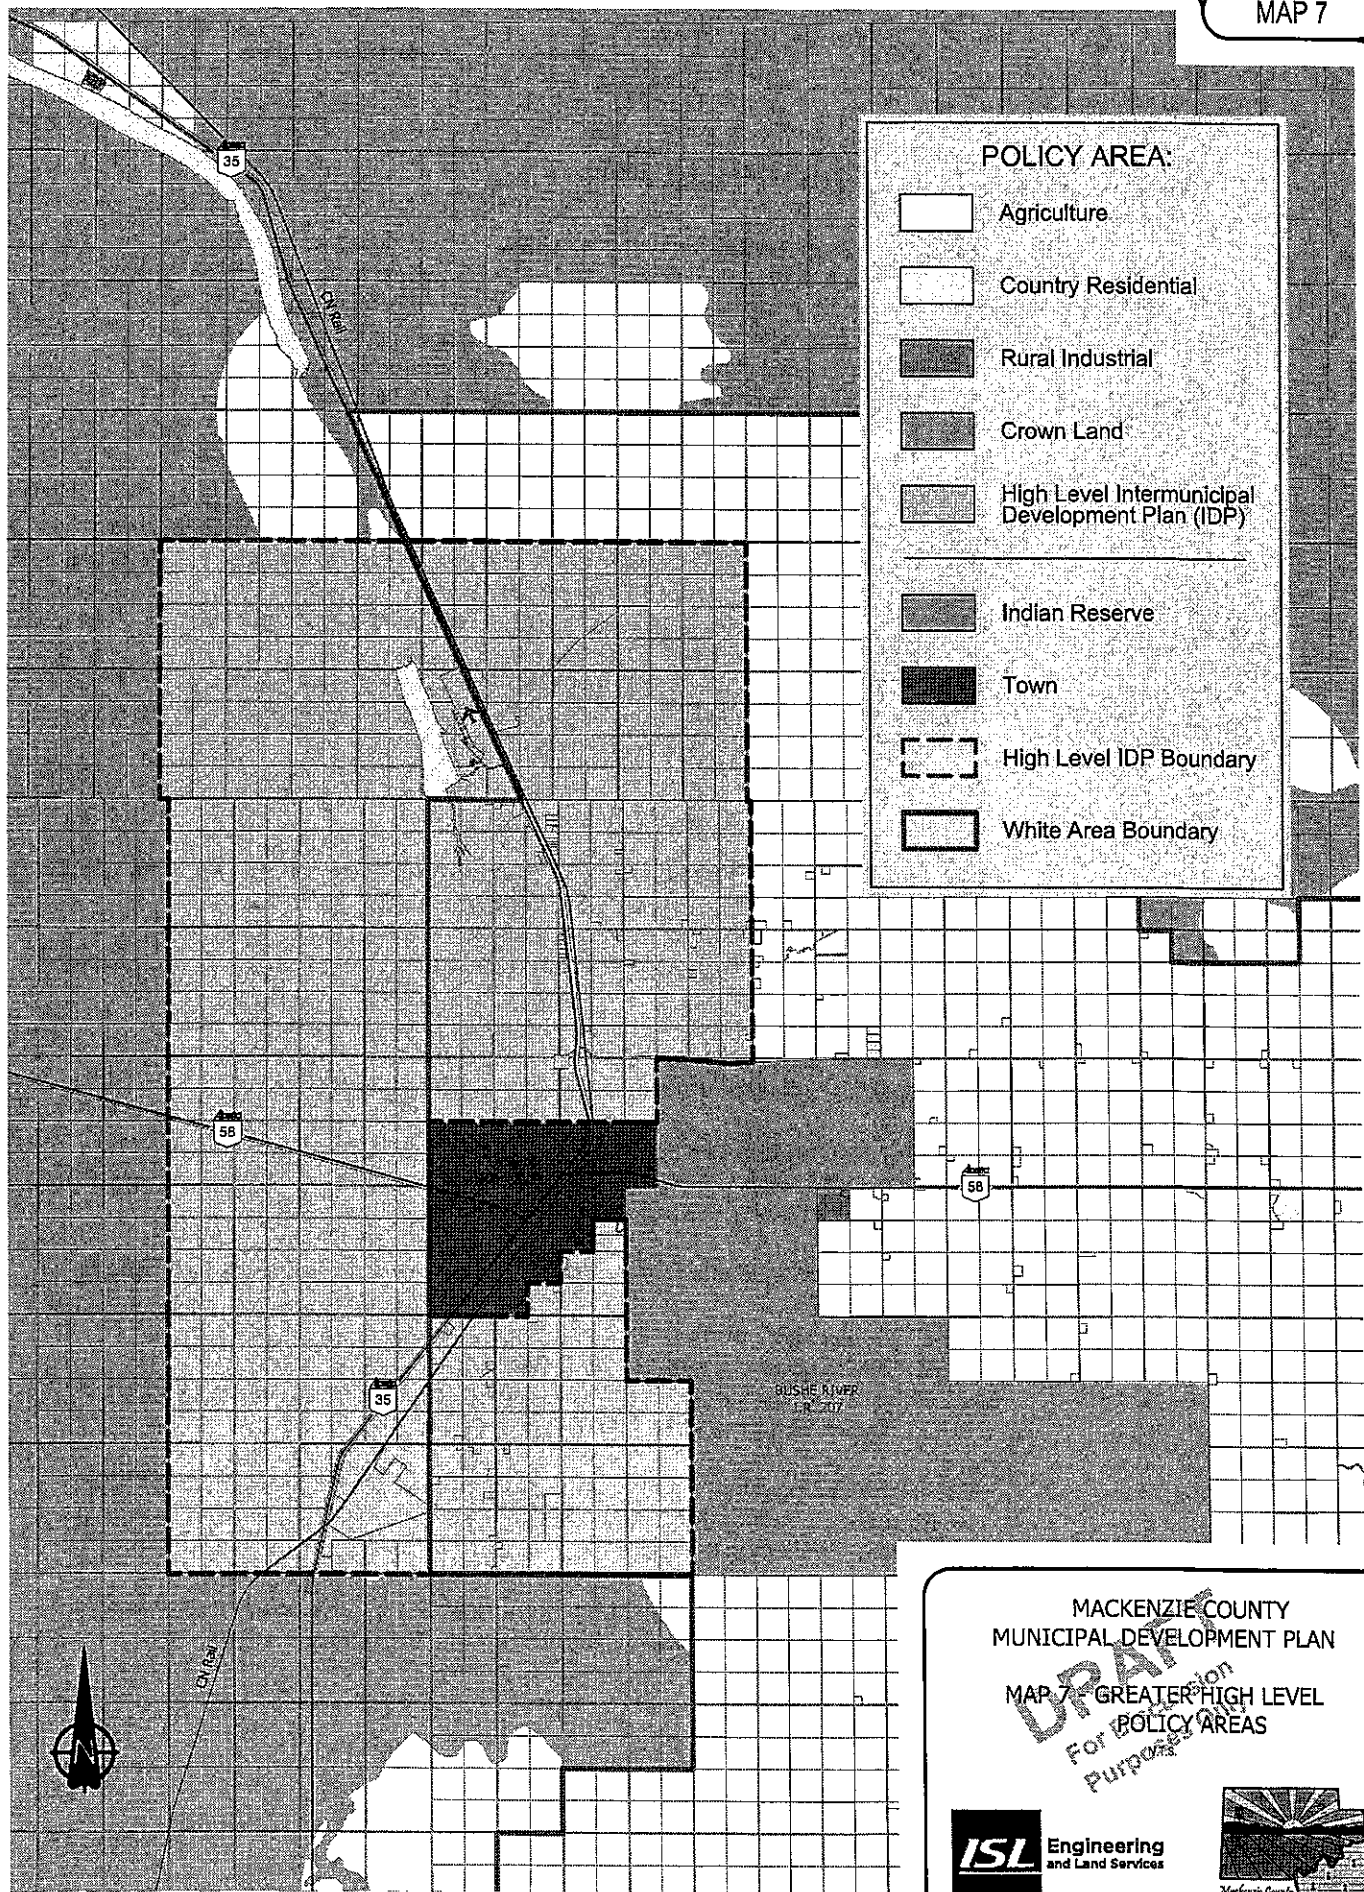 MAP 7
35
CN Rail
POLICY AREA:
Agriculture
Country Residential
Rural Industrial
Crown Land
High Level Intermunicipal
Development Plan (IDP)
Indian Reserve
Town
High Level IDP Boundary
White Area Boundary
58
58
35
BUSHE RIVER
I.R. 207
CN Rail
N
MACKENZIE COUNTY
MUNICIPAL DEVELOPMENT PLAN
MAP 7 - GREATER HIGH LEVEL
POLICY AREAS
N.T.S.
DRAFT
For Discussion
Purposes Only
ISL Engineering
and Land Services
Mackenzie County